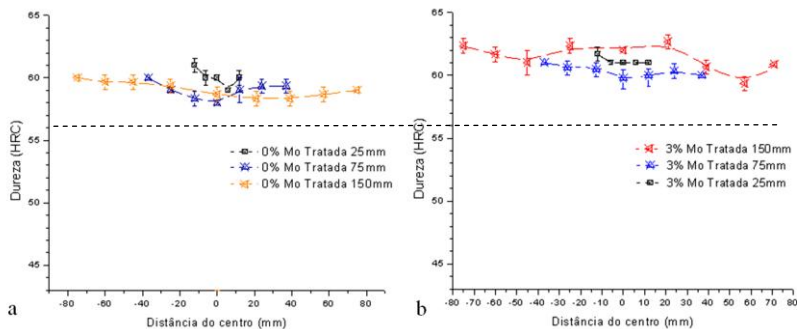 65
60
55
50
45
Dureza (HRC)
0% Mo Tratada 25mm
0% Mo Tratada 75mm
0% Mo Tratada 150mm
-80 -60 -40 -20 0 20 40 60 80
Distância do centro (mm)
a
65
60
55
50
45
Dureza (HRC)
3% Mo Tratada 150mm
3% Mo Tratada 75mm
3% Mo Tratada 25mm
-80 -70 -60 -50 -40 -30 -20 -10 0 10 20 30 40 50 60 70 80
Distância do centro (mm)
b